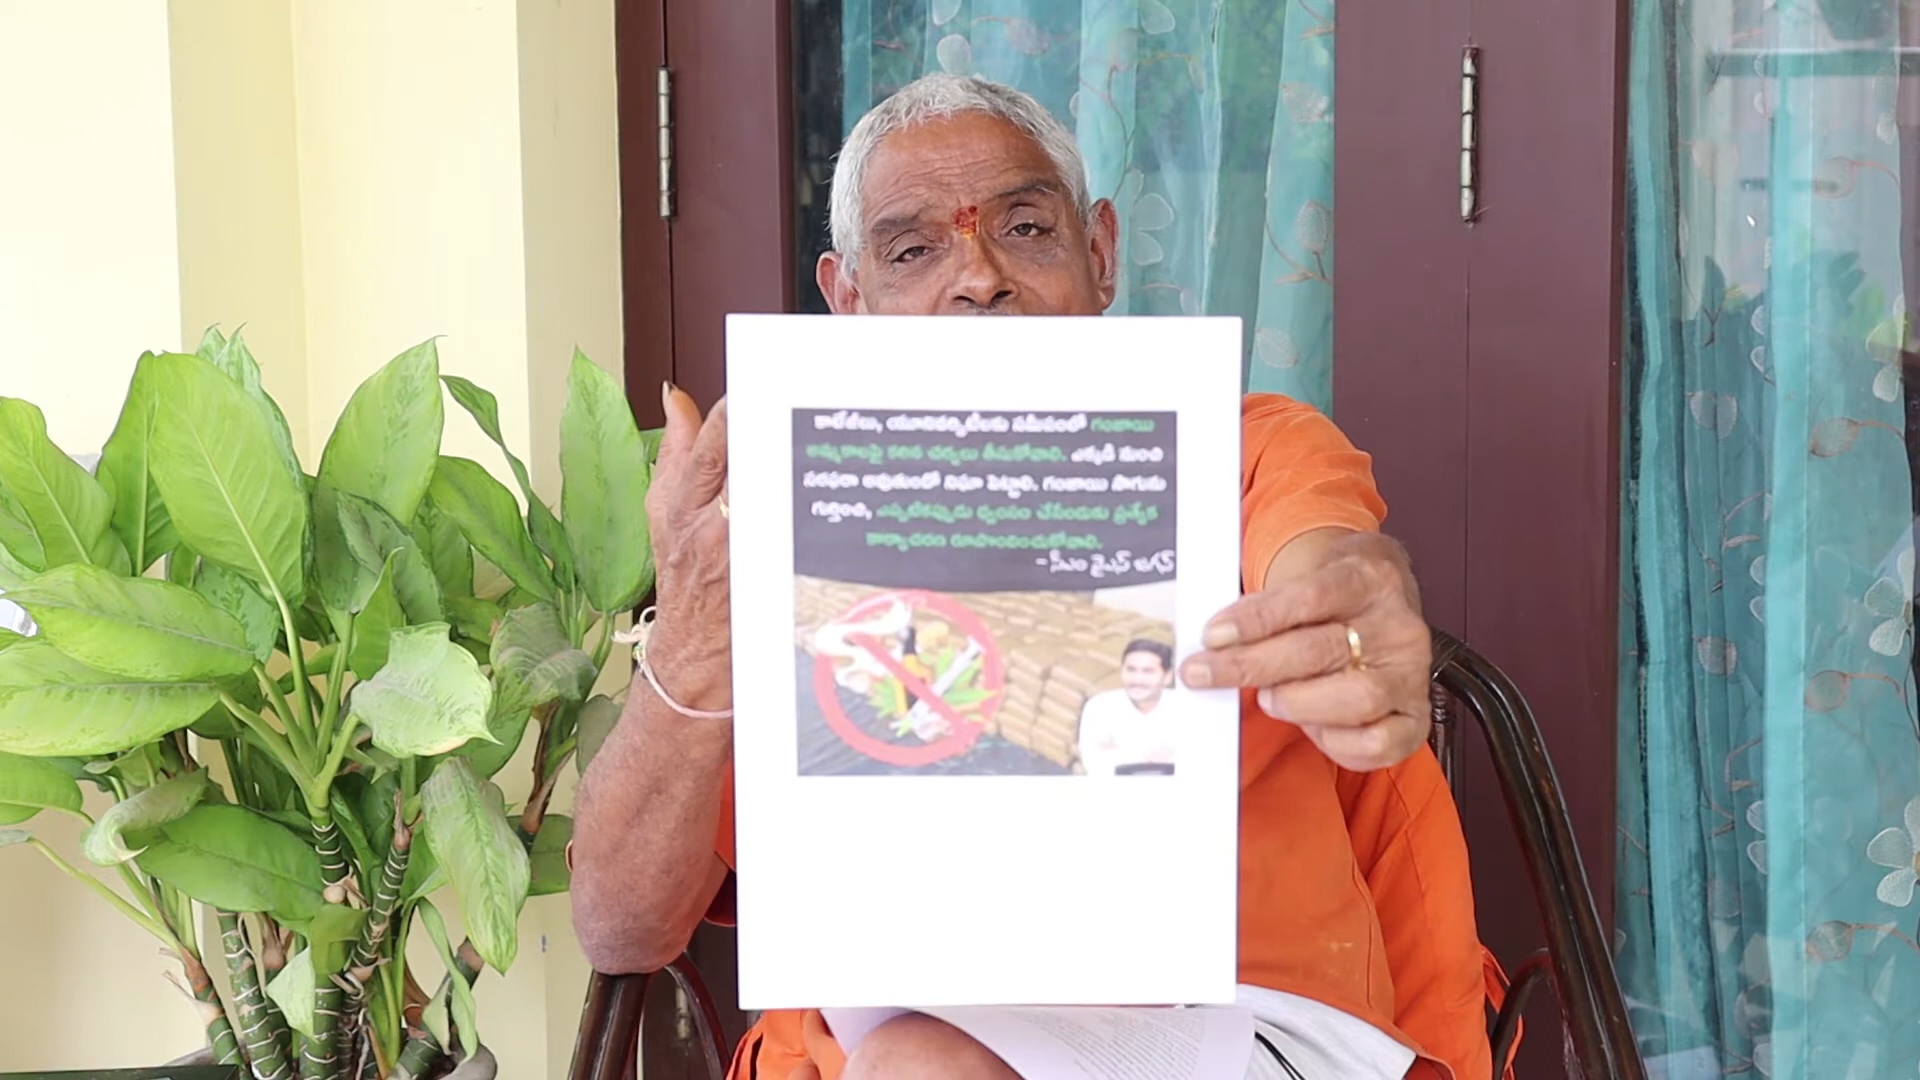 కాలేజీలు, యూనివర్శిటీలకు సమీపంలో గంజాయి
అమ్మకాలపై కఠిన చర్యలు తీసుకోవాలి. ఎక్కడి నుంచి
సరఫరా అవుతుందో నిఘా పెట్టాలి. గంజాయి సాగును
గుర్తించి, ఎప్పటికప్పుడు ధ్వంసం చేసేందుకు ప్రత్యేక
కార్యాచరణ రూపొందించుకోవాలి.
- సీఎం వైఎస్ జగన్